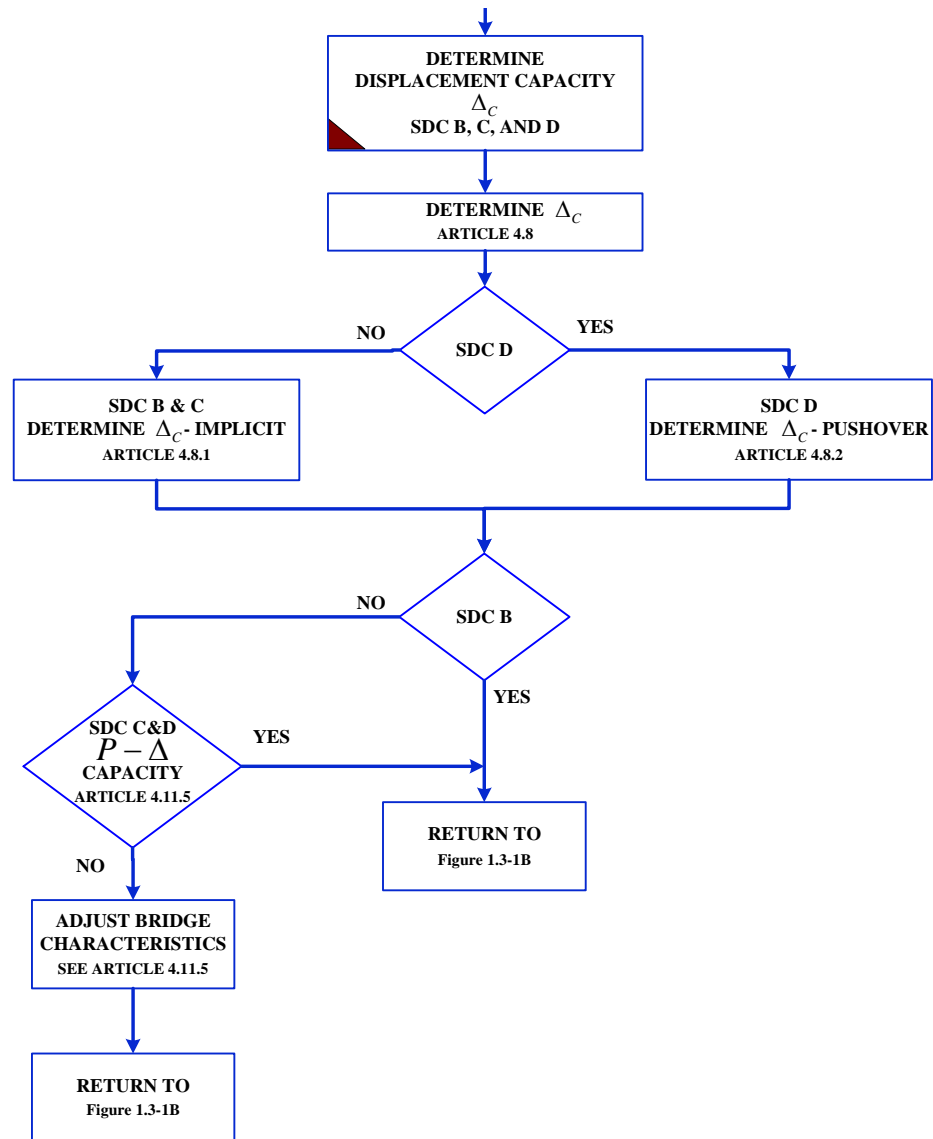 DETERMINE
DISPLACEMENT CAPACITY
Δ_C
SDC B, C, AND D
DETERMINE Δ_C
ARTICLE 4.8
SDC D
NO
YES
SDC B & C
DETERMINE Δ_C - IMPLICIT
ARTICLE 4.8.1
SDC D
DETERMINE Δ_C - PUSHOVER
ARTICLE 4.8.2
SDC B
NO
YES
SDC C&D
P – Δ
CAPACITY
ARTICLE 4.11.5
YES
NO
RETURN TO
Figure 1.3-1B
ADJUST BRIDGE
CHARACTERISTICS
SEE ARTICLE 4.11.5
RETURN TO
Figure 1.3-1B